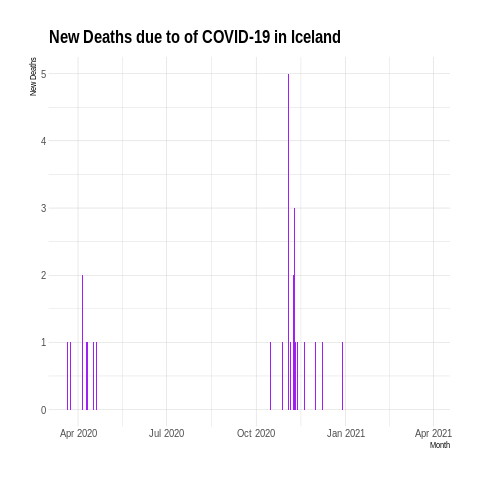 New Deaths due to of COVID-19 in Iceland
New Deaths
5
4
3
2
1
0
Apr 2020 Jul 2020 Oct 2020 Jan 2021 Apr 2021
Month